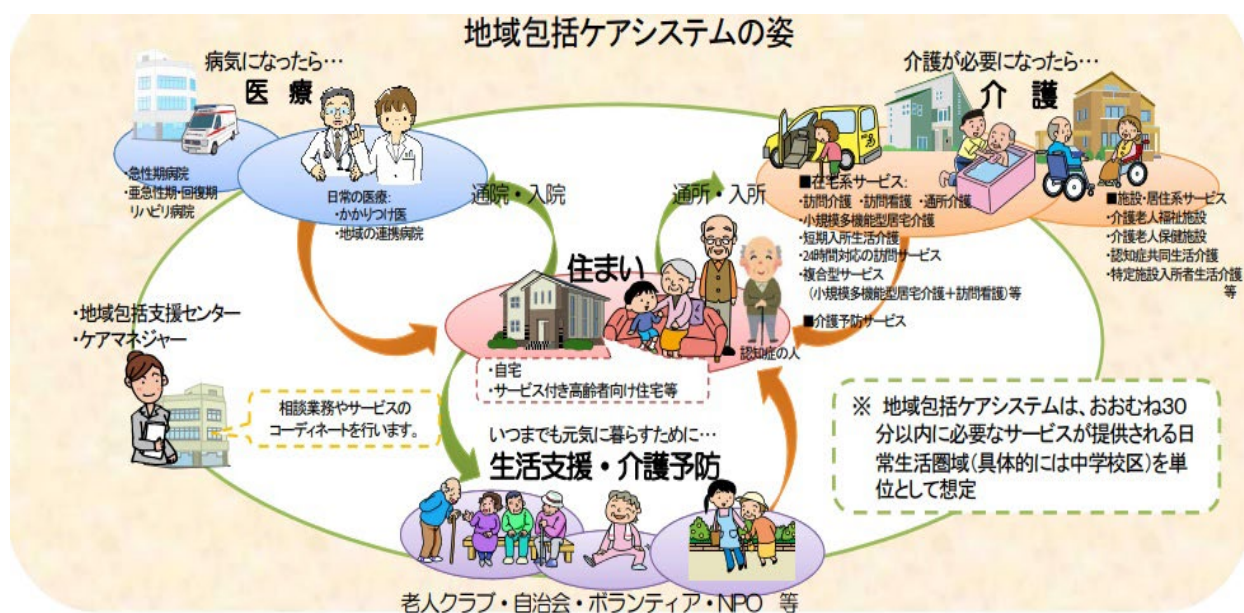 地域包括ケアシステムの姿
病気になったら…
医 療
・急性期病院
・亜急性期・回復期
リハビリ病院
日常の医療:
・かかりつけ医
・地域の連携病院
通院・入院
介護が必要になったら…
介 護
通所・入所
■在宅系サービス:
・訪問介護 ・訪問看護 ・通所介護
・小規模多機能型居宅介護
・短期入所生活介護
・24時間対応の訪問サービス
・複合型サービス
(小規模多機能型居宅介護+訪問看護)等
■介護予防サービス
■施設・居住系サービス
・介護老人福祉施設
・介護老人保健施設
・認知症共同生活介護
・特定施設入所者生活介護
等
住まい
認知症の人
・自宅
・サービス付き高齢者向け住宅等
・地域包括支援センター
・ケアマネジャー
相談業務やサービスの
コーディネートを行います。
いつまでも元気に暮らすために…
生活支援・介護予防
老人クラブ・自治会・ボランティア・NPO 等
※ 地域包括ケアシステムは、おおむね30
分以内に必要なサービスが提供される日
常生活圏域(具体的には中学校区)を単
位として想定